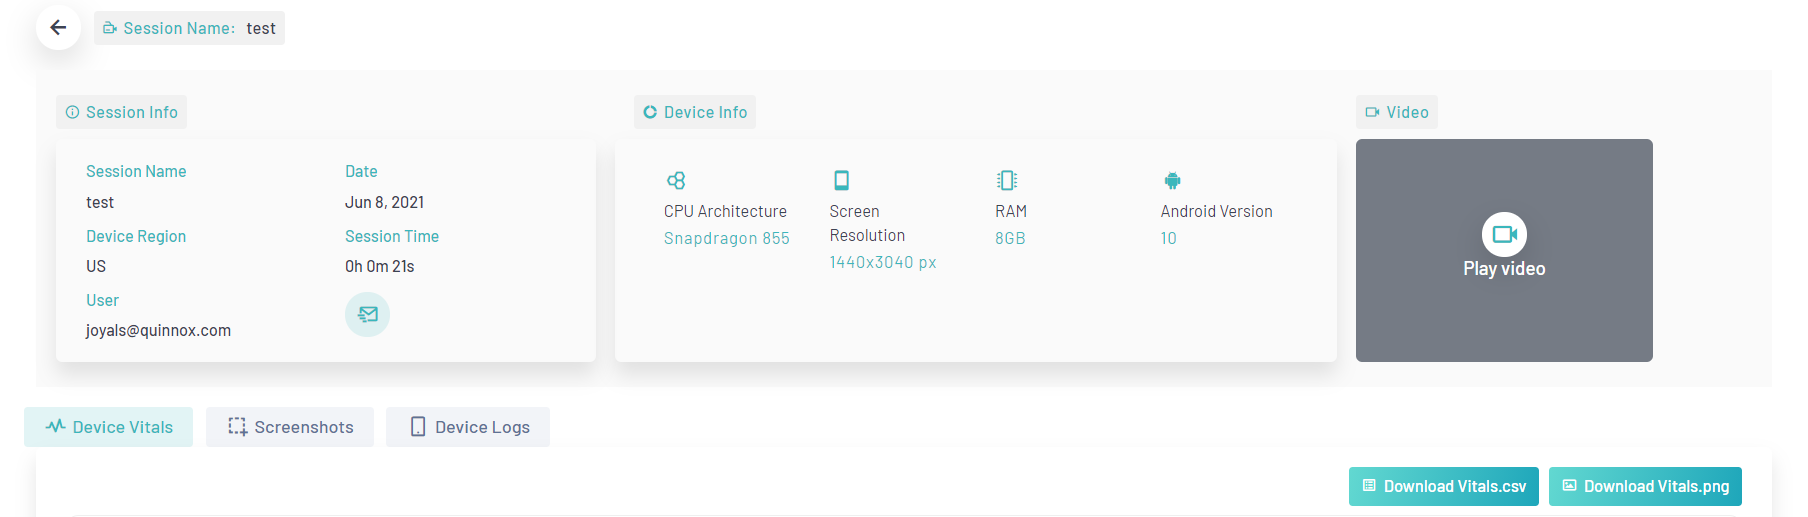 Session Name: test
Session Info
Session Name
Date
test
Jun 8, 2021
Device Region
Session Time
US
0h 0m 21s
User
joyals@quinnox.com
Device Info
CPU Architecture
Snapdragon 855
Screen
Resolution
1440x3040 px
RAM
8GB
Android Version
10
Video
Play video
Device Vitals
Screenshots
Device Logs
Download Vitals.csv
Download Vitals.png